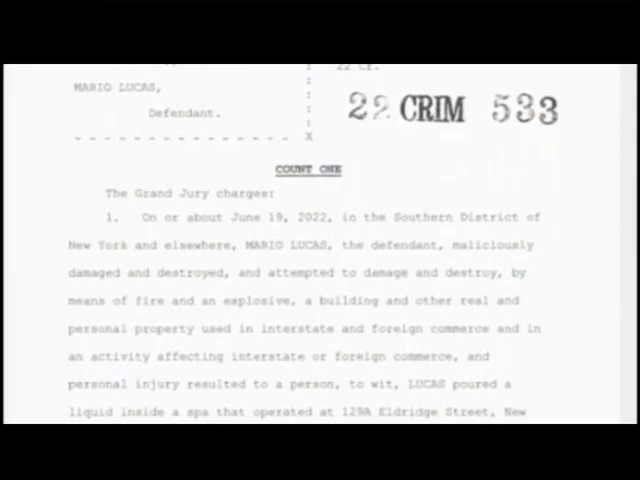 22 Cr.
MARIO LUCAS,
Defendant.
22 CRIM 533
- - - - - - - - - - - - - - - - X
COUNT ONE
The Grand Jury charges:
1. On or about June 19, 2022, in the Southern District of
New York and elsewhere, MARIO LUCAS, the defendant, maliciously
damaged and destroyed, and attempted to damage and destroy, by
means of fire and an explosive, a building and other real and
personal property used in interstate and foreign commerce and in
an activity affecting interstate or foreign commerce, and
personal injury resulted to a person, to wit, LUCAS poured a
liquid inside a spa that operated at 129A Eldridge Street, New